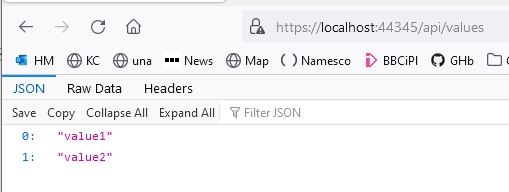 https://localhost:44345/api/values
HM KC una News Map Namesco BBCiPl GHb
JSON Raw Data Headers
Save Copy Collapse All Expand All Filter JSON
0: "value1"
1: "value2"